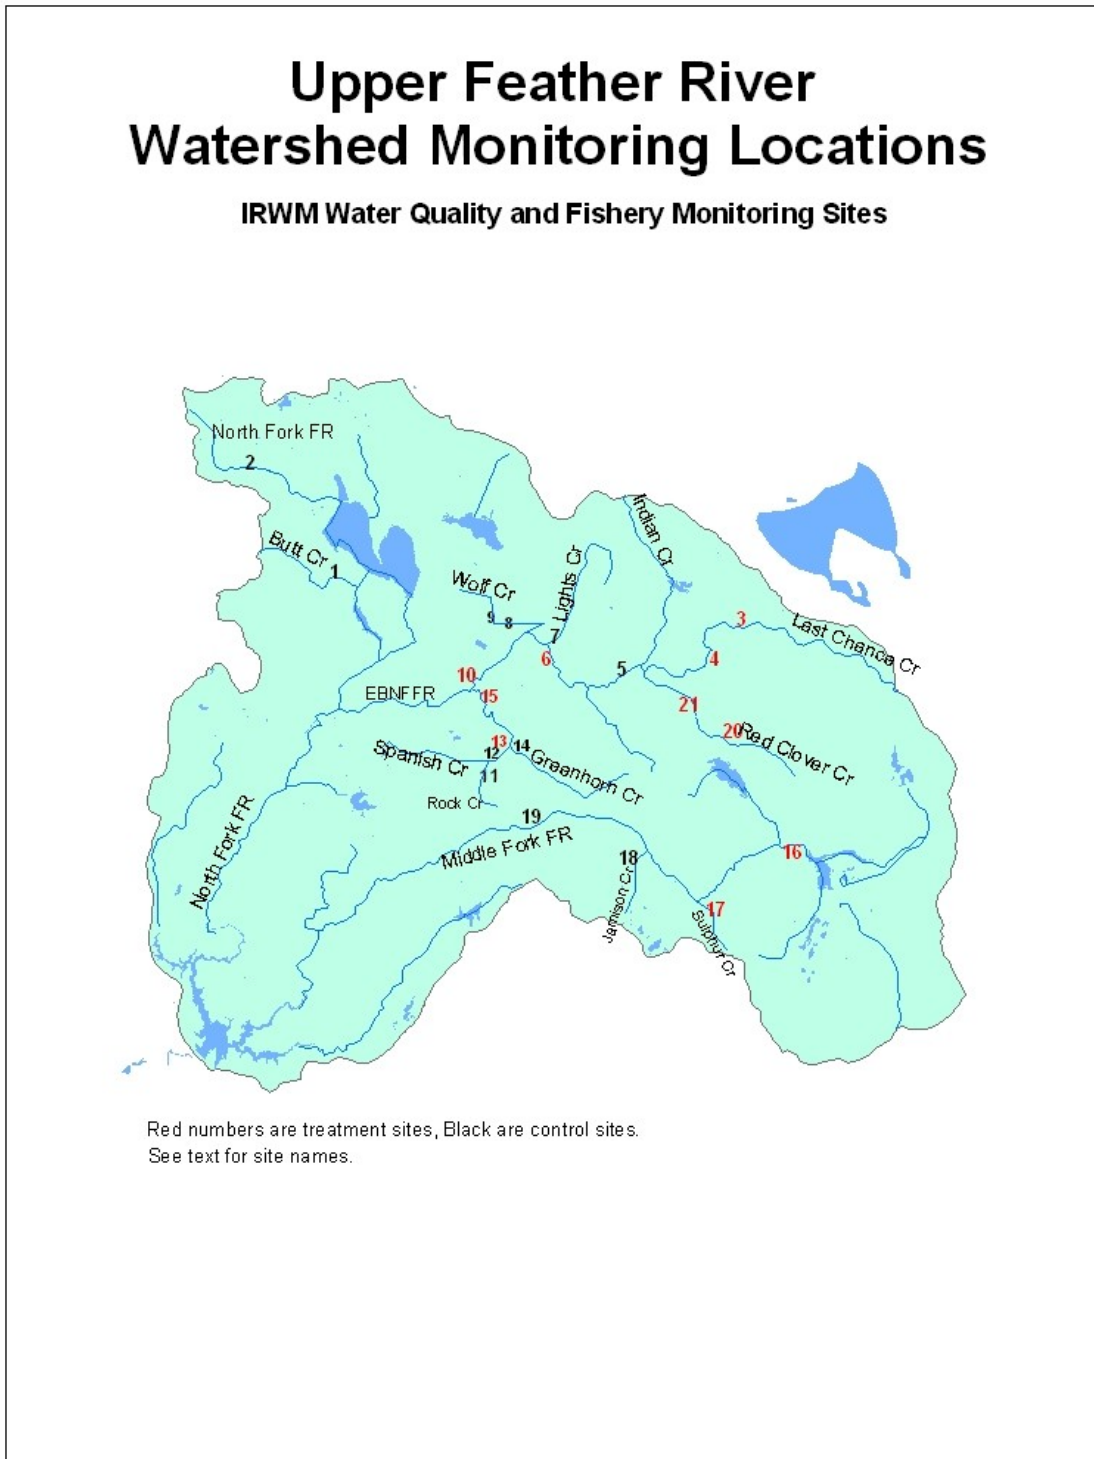 Upper Feather River
Watershed Monitoring Locations
IRWM Water Quality and Fishery Monitoring Sites
North Fork FR
2
Butt Cr
1
Wolf Cr
9
8
Lights Cr
7
6
Indian Cr
5
3
Last Chance Cr
4
10
EBNFFR
15
21
20
Red Clover Cr
13
14
12
Spanish Cr
11
Greenhorn Cr
Rock Cr
19
Middle Fork FR
North Fork FR
18
Jamison Cr
16
17
Sulphur Cr
Red numbers are treatment sites, Black are control sites.
See text for site names.